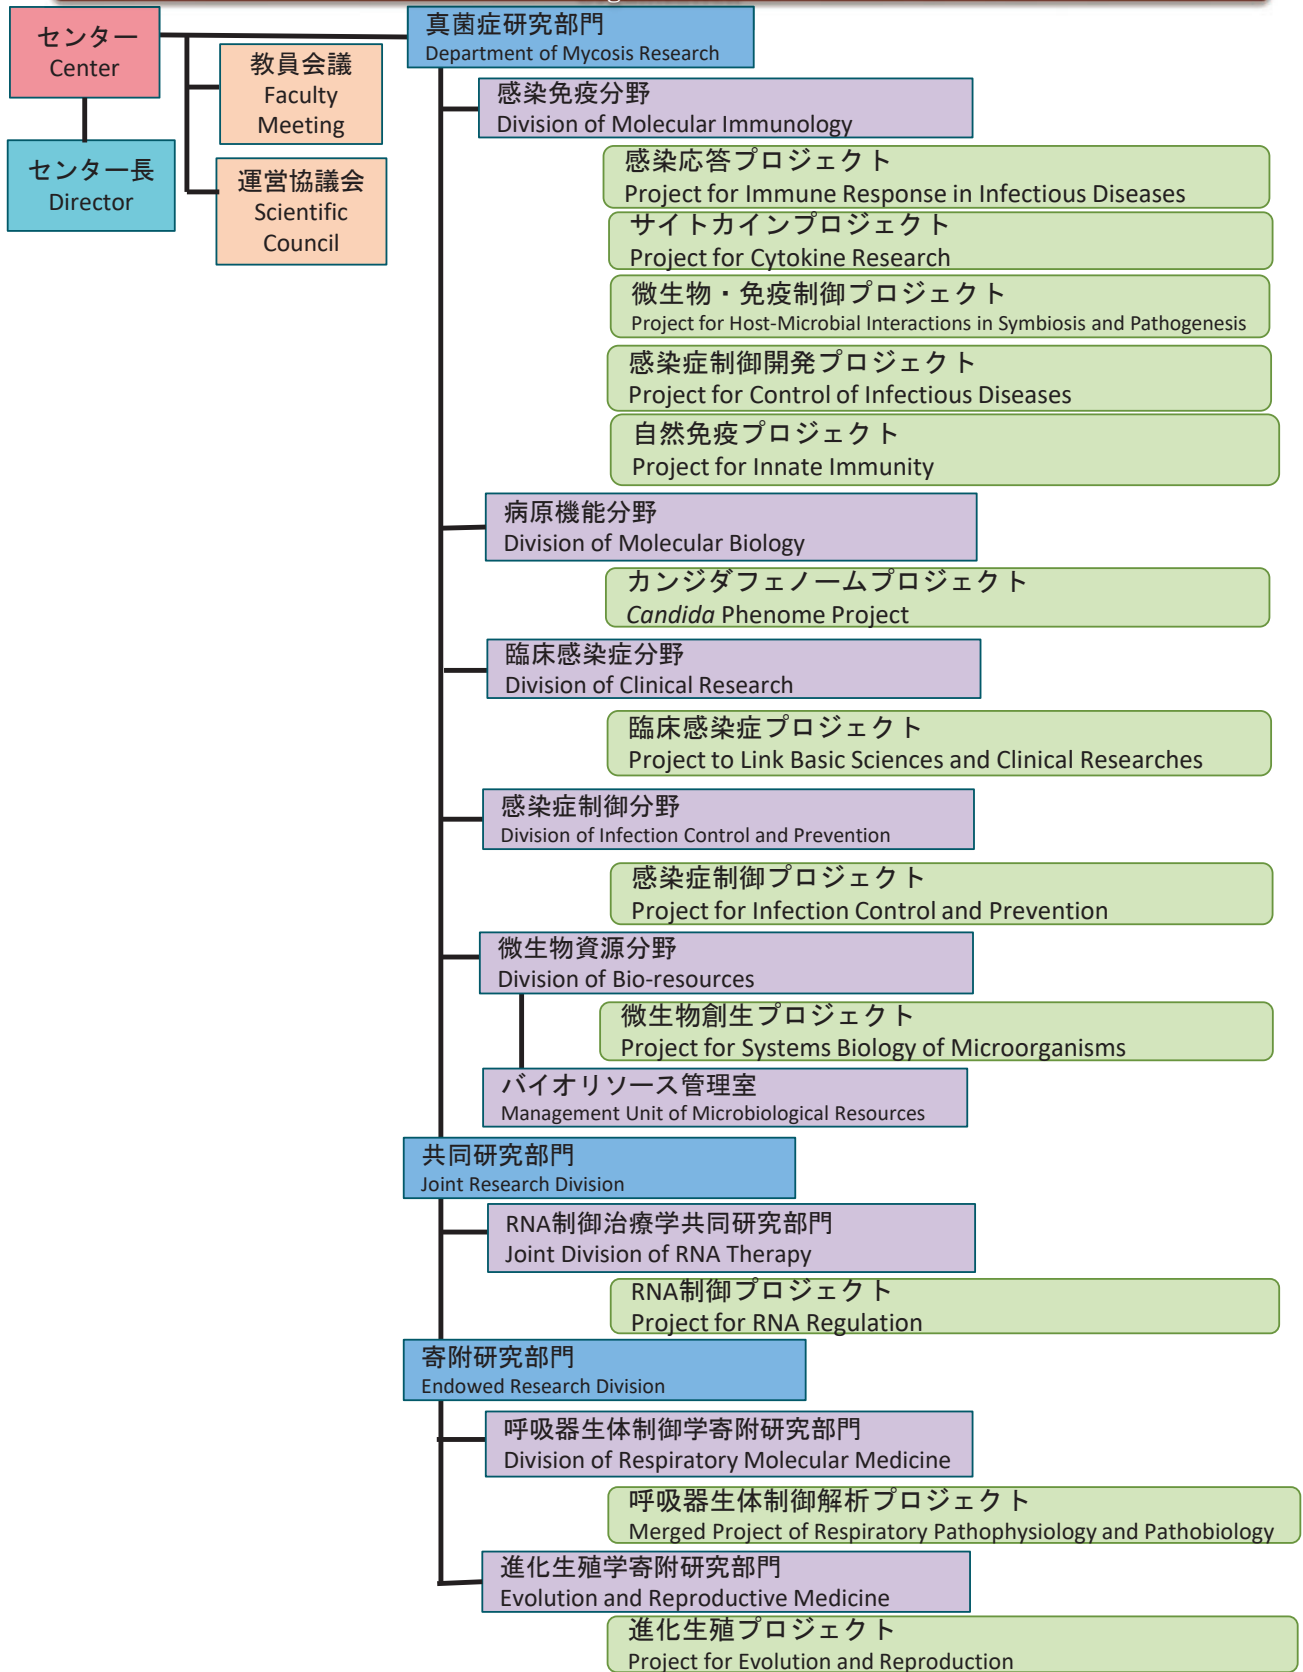 センター
Center
センター長
Director
教員会議
Faculty
Meeting
運営協議会
Scientific
Council
真菌症研究部門
Department of Mycosis Research
感染免疫分野
Division of Molecular Immunology
感染応答プロジェクト
Project for Immune Response in Infectious Diseases
サイトカインプロジェクト
Project for Cytokine Research
微生物・免疫制御プロジェクト
Project for Host-Microbial Interactions in Symbiosis and Pathogenesis
感染症制御開発プロジェクト
Project for Control of Infectious Diseases
自然免疫プロジェクト
Project for Innate Immunity
病原機能分野
Division of Molecular Biology
カンジダフェノームプロジェクト
Candida Phenome Project
臨床感染症分野
Division of Clinical Research
臨床感染症プロジェクト
Project to Link Basic Sciences and Clinical Researches
感染症制御分野
Division of Infection Control and Prevention
感染症制御プロジェクト
Project for Infection Control and Prevention
微生物資源分野
Division of Bio-resources
微生物創生プロジェクト
Project for Systems Biology of Microorganisms
バイオリソース管理室
Management Unit of Microbiological Resources
共同研究部門
Joint Research Division
RNA制御治療学共同研究部門
Joint Division of RNA Therapy
RNA制御プロジェクト
Project for RNA Regulation
寄附研究部門
Endowed Research Division
呼吸器生体制御学寄附研究部門
Division of Respiratory Molecular Medicine
呼吸器生体制御解析プロジェクト
Merged Project of Respiratory Pathophysiology and Pathobiology
進化生殖学寄附研究部門
Evolution and Reproductive Medicine
進化生殖プロジェクト
Project for Evolution and Reproduction